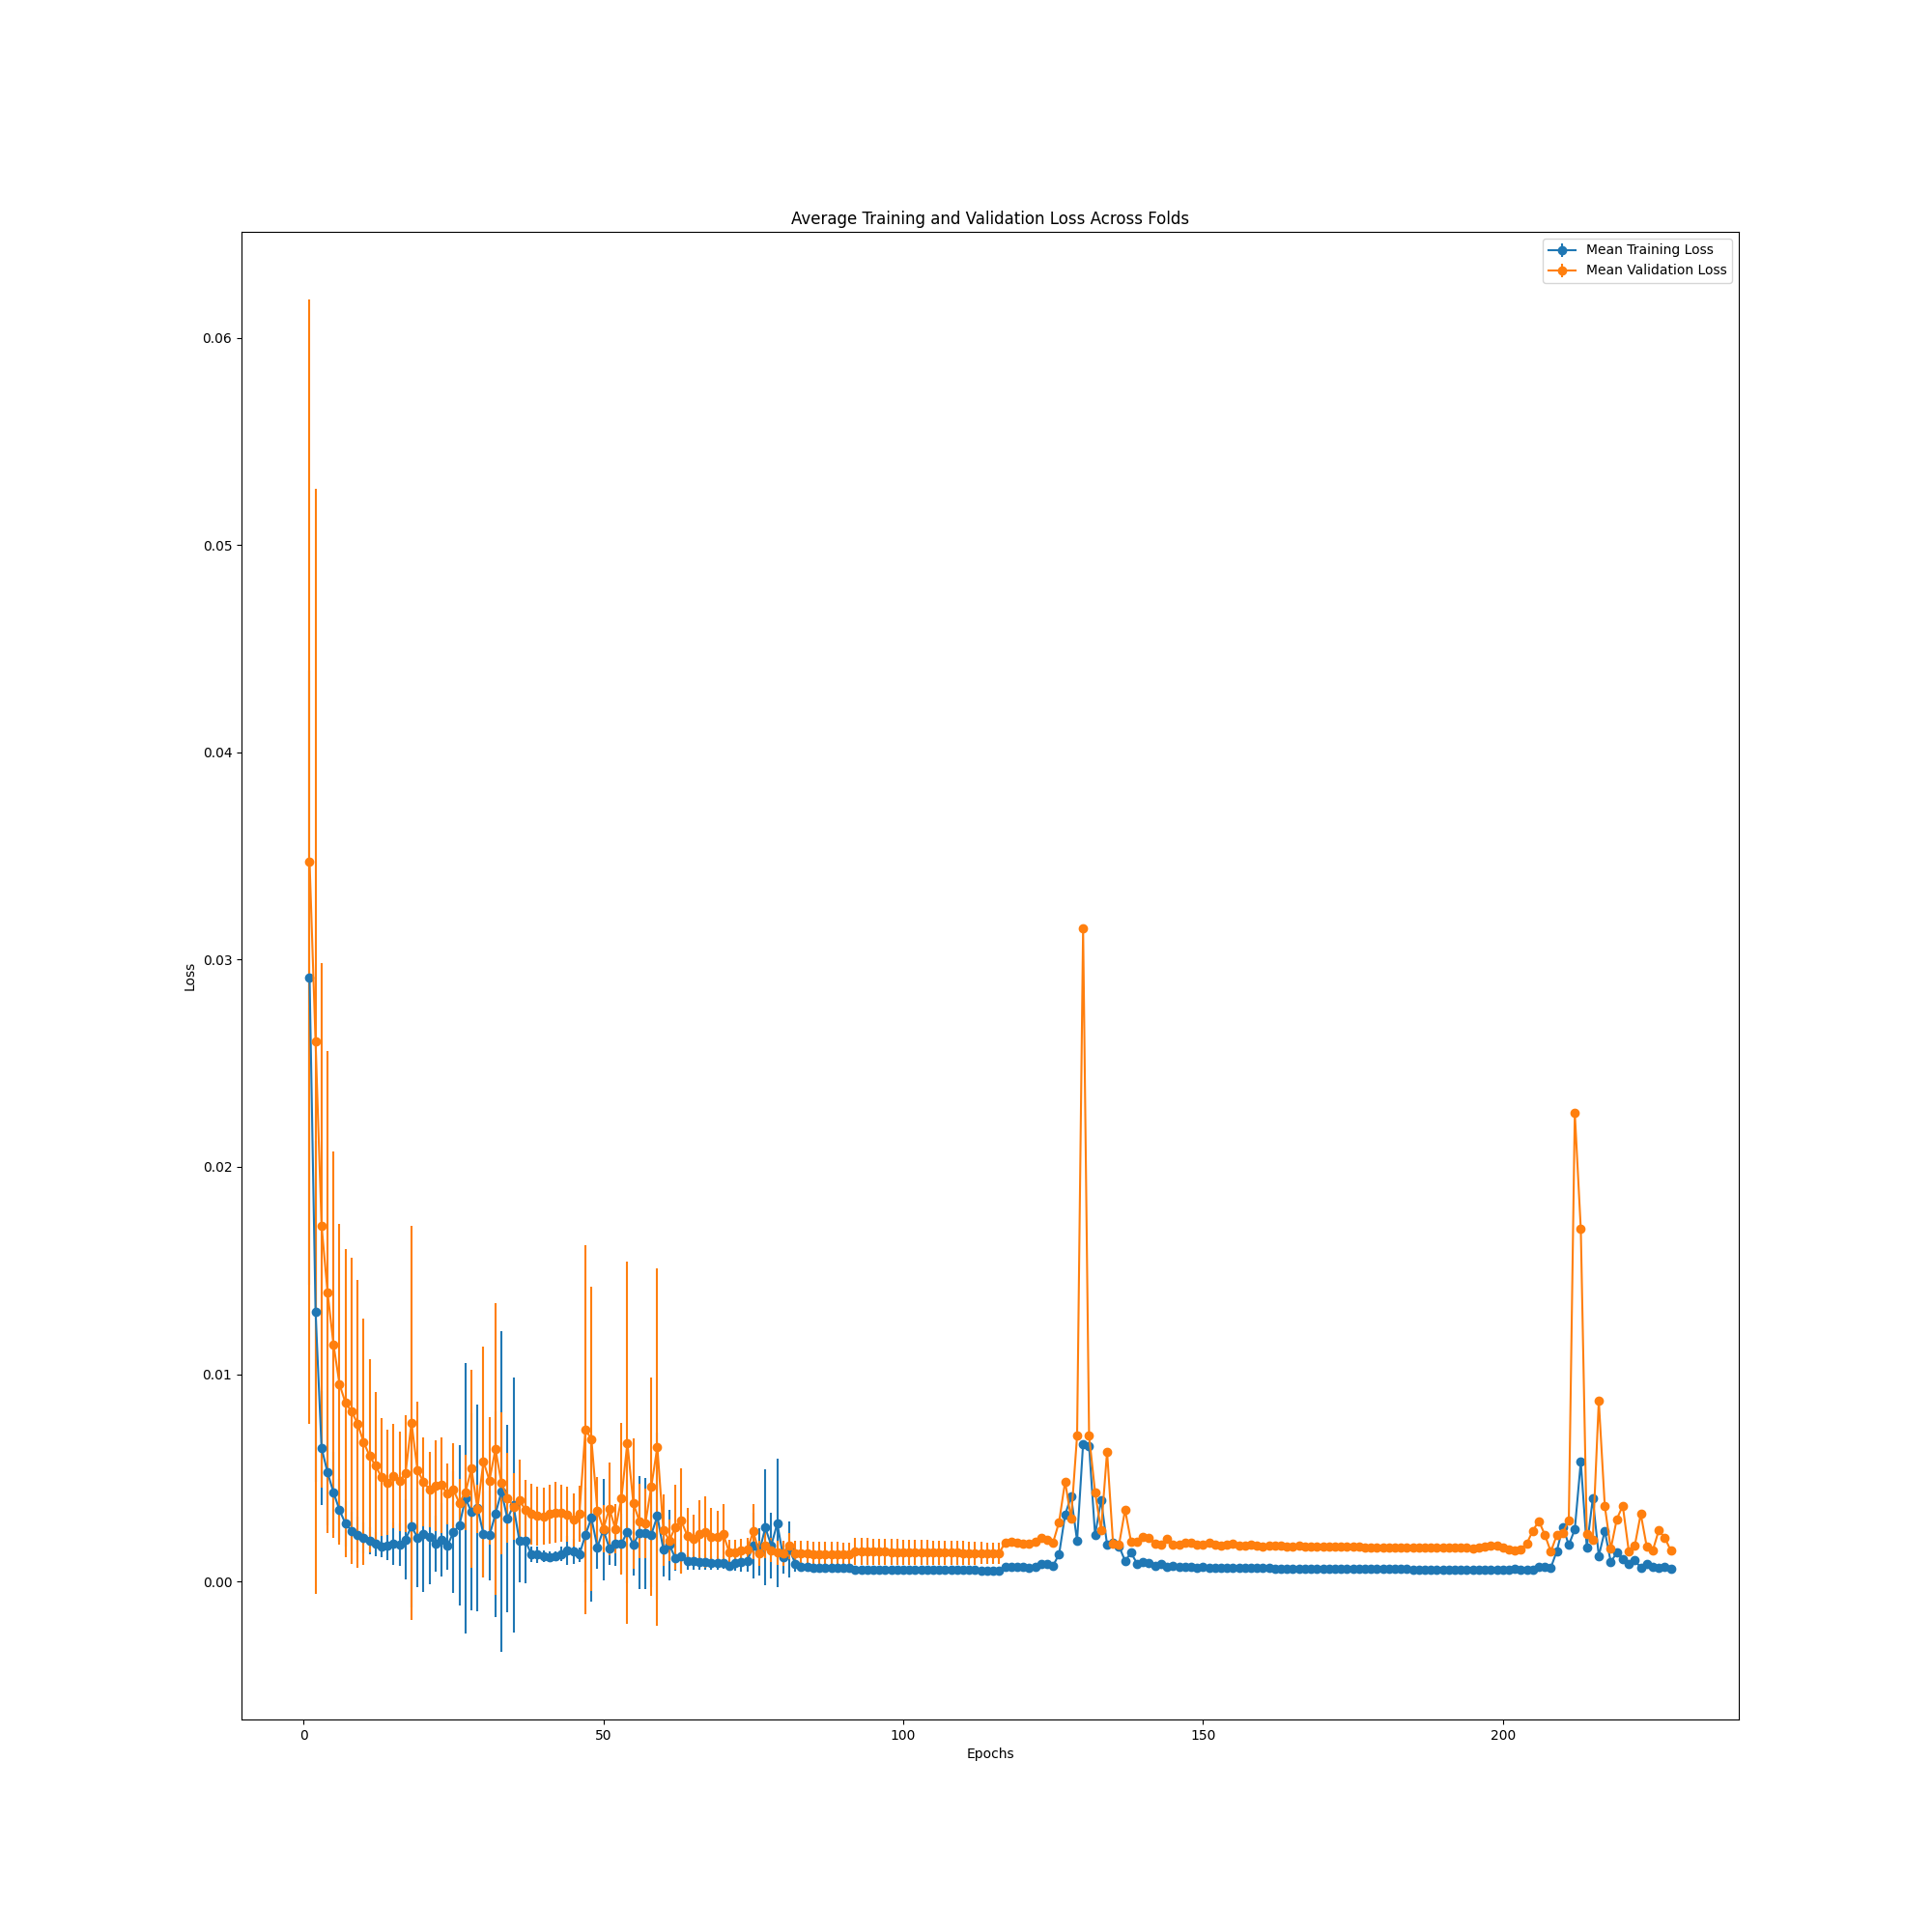 Average Training and Validation Loss Across Folds
Mean Training Loss
Mean Validation Loss
0.06
0.05
0.04
0.03
0.02
0.01
0.00
Loss
0
50
100
150
200
Epochs